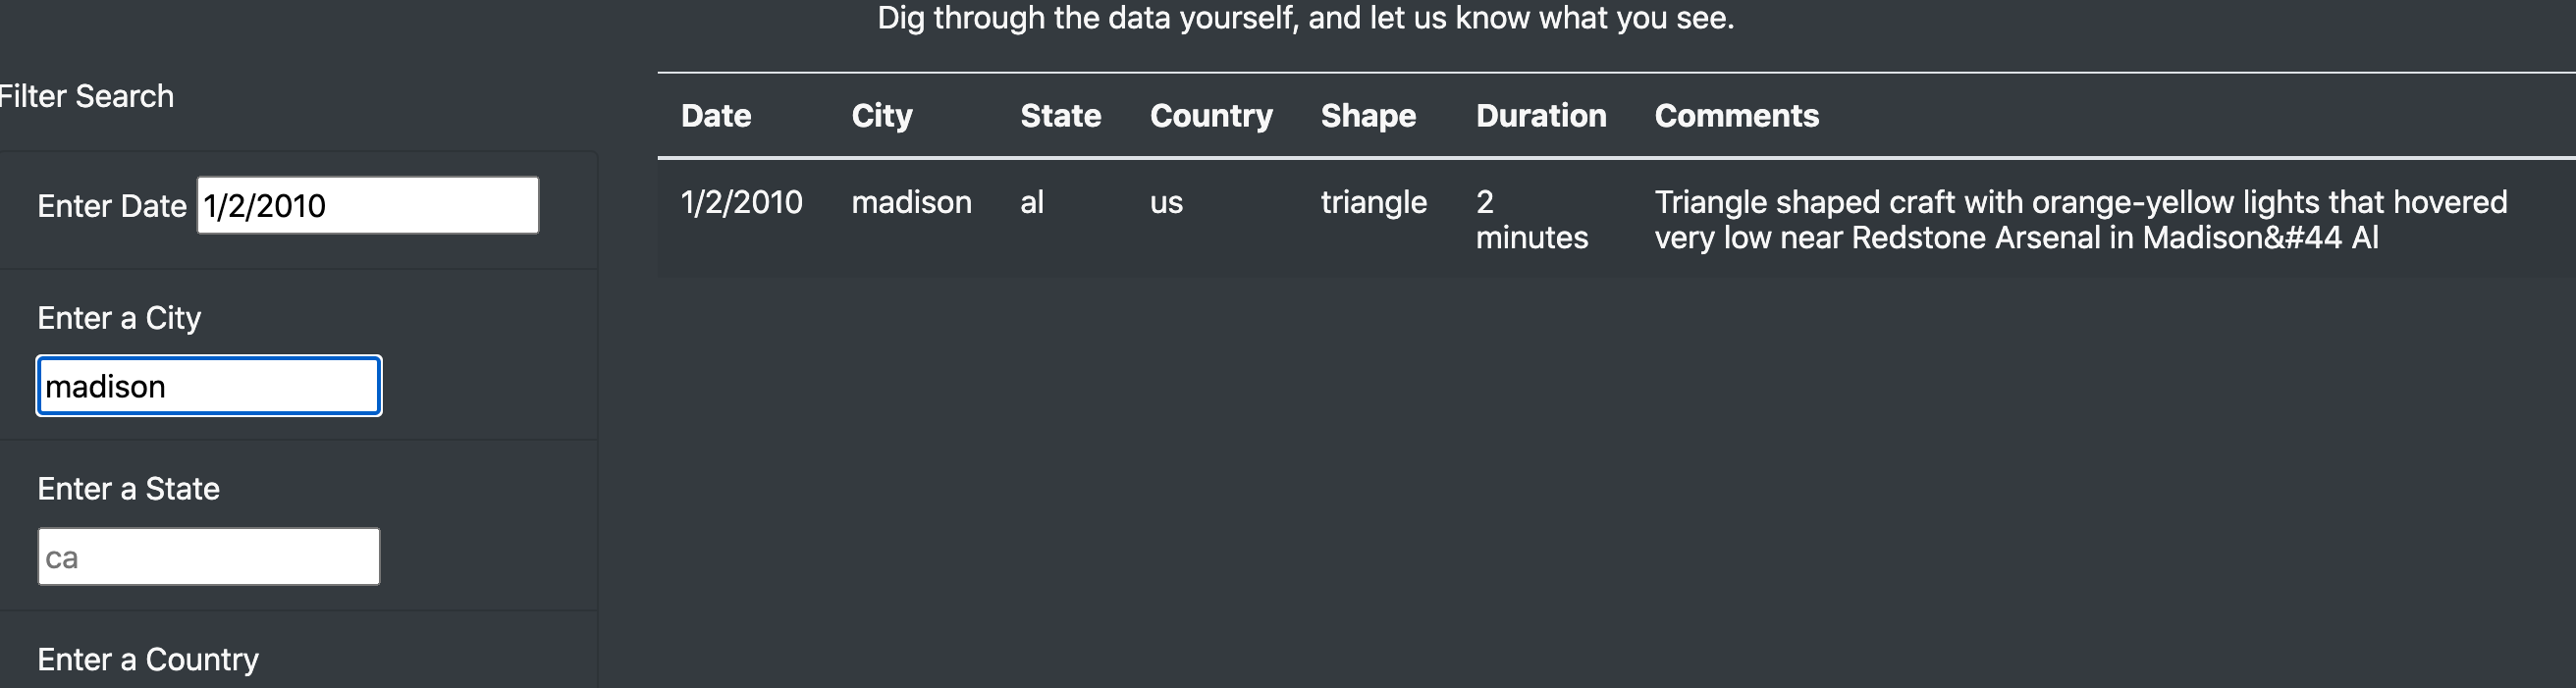 Dig through the data yourself, and let us know what you see.
Filter Search
Enter Date 1/2/2010
Enter a City
madison
Enter a State
ca
Enter a Country
Date City State Country Shape Duration Comments
1/2/2010 madison al us triangle 2 minutes Triangle shaped craft with orange-yellow lights that hovered
very low near Redstone Arsenal in Madison&#44 Al